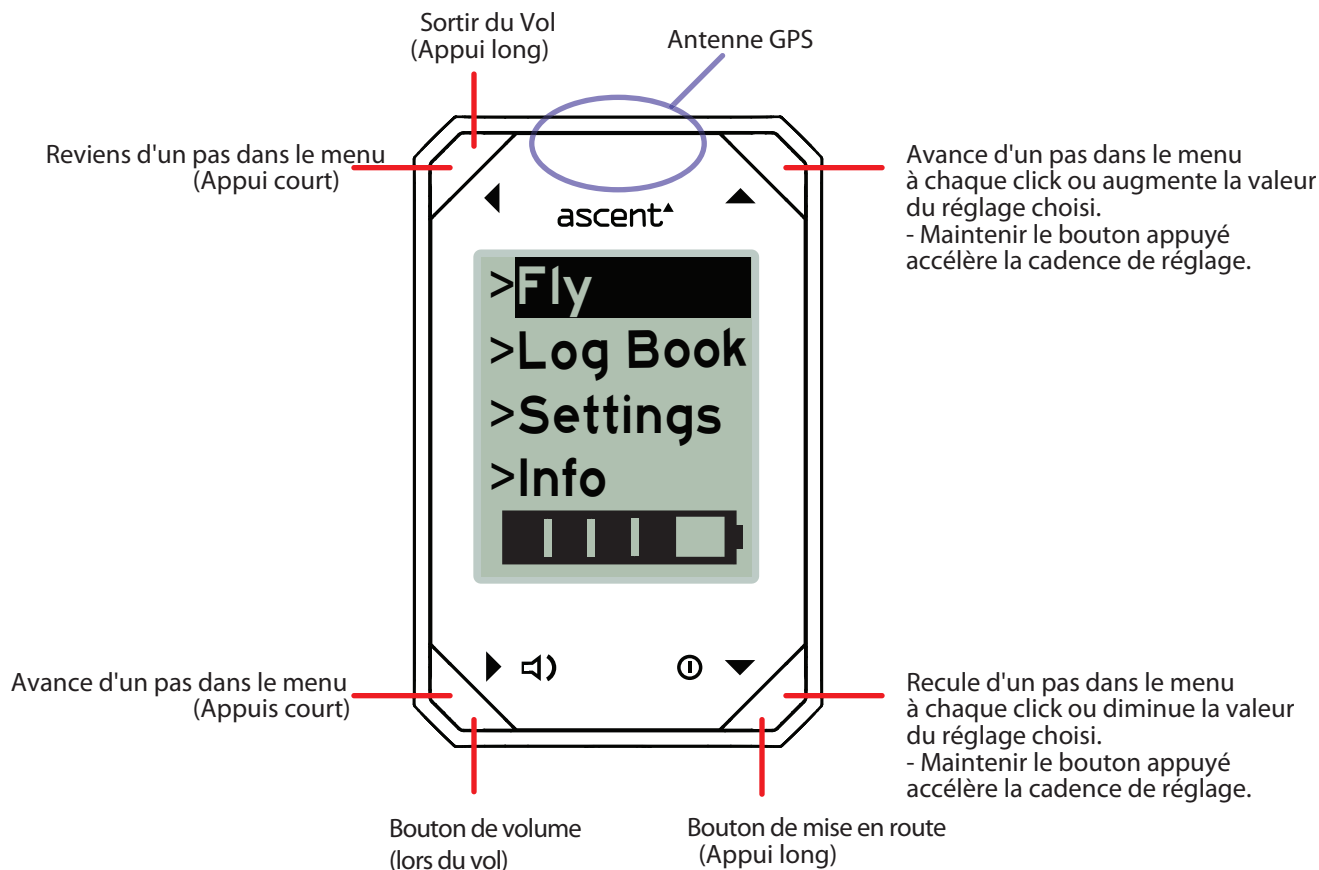 Sortir du Vol
(Appui long)
Antenne GPS
Reviens d'un pas dans le menu
(Appui court)
Avance d'un pas dans le menu
à chaque click ou augmente la valeur
du réglage choisi.
- Maintenir le bouton appuyé
accélère la cadence de réglage.
ascent
>Fly
>Log Book
>Settings
>Info
Avance d'un pas dans le menu
(Appuis court)
Recule d'un pas dans le menu
à chaque click ou diminue la valeur
du réglage choisi.
- Maintenir le bouton appuyé
accélère la cadence de réglage.
Bouton de volume
(lors du vol)
Bouton de mise en route
(Appui long)